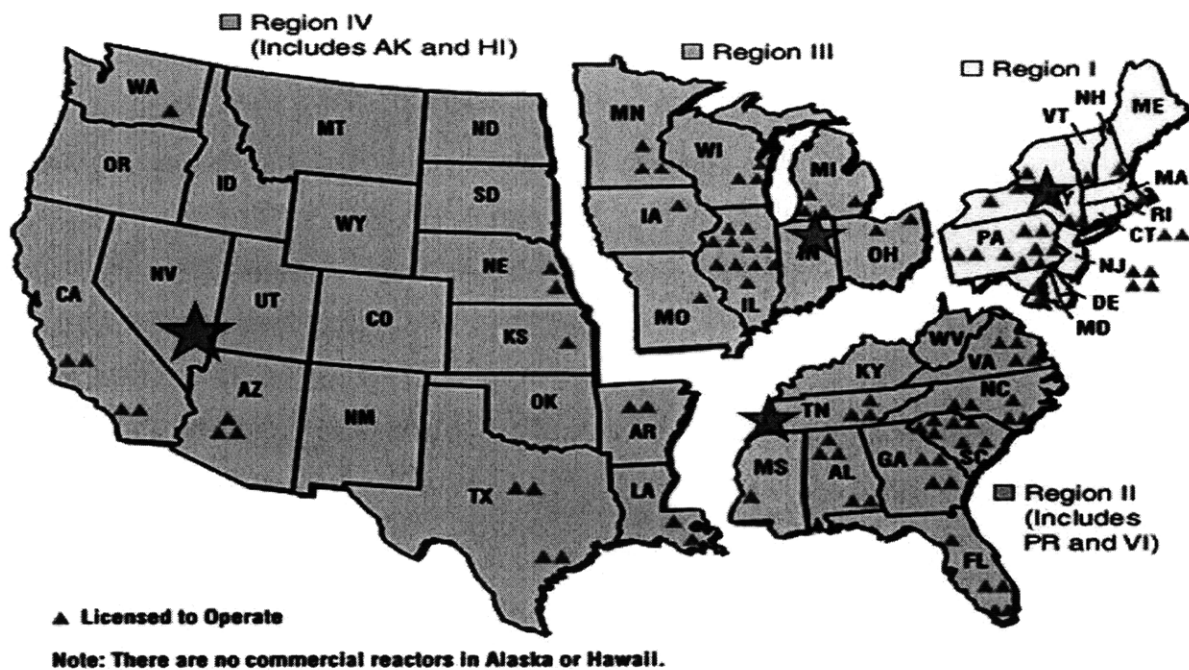 Region IV
(Includes AK and HI)
Region III
Region I
WA
MT
ND
MN
WI
MI
VT
NH
ME
OR
ID
SD
WY
IA
MA
RI
CT
NV
UT
NE
CO
CA
IL
IN
OH
PA
NJ
DE
MD
KS
MO
AZ
NM
OK
AR
KY
WV
VA
TN
NC
SC
MS
AL
GA
TX
LA
FL
Region II
(Includes
PR and VI)
Licensed to Operate
Note: There are no commercial reactors in Alaska or Hawaii.